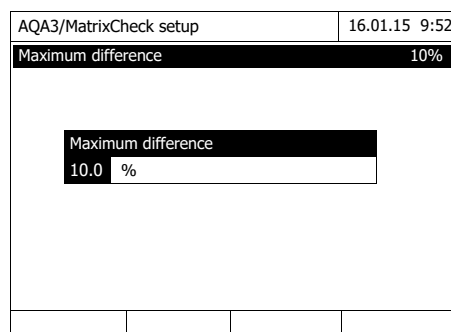 AQA3/MatrixCheck setup 16.01.15 9:52
Maximum difference 10%
Maximum difference
10.0 %